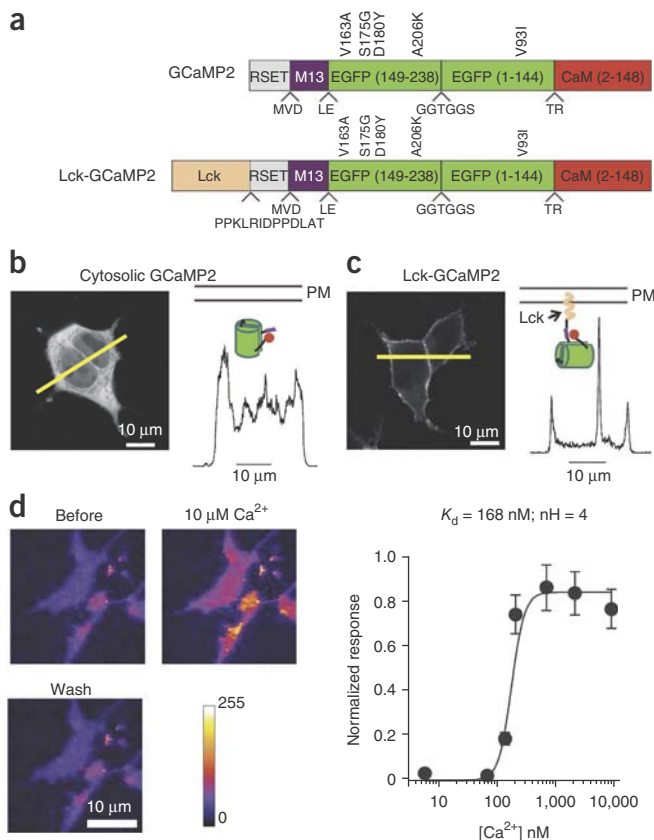 a
V163A
S175G
D180Y
A206K
V93I
GCaMP2
RSET M13 EGFP (149-238) EGFP (1-144) CaM (2-148)
MVD LE GGTGGS TR
V163A
S175G
D180Y
A206K
V93I
Lck-GCaMP2
Lck RSET M13 EGFP (149-238) EGFP (1-144) CaM (2-148)
MVD LE GGTGGS TR
PPKLRIDPPDLAT
b
Cytosolic GCaMP2
PM
10 µm
10 µm
c
Lck-GCaMP2
PM
Lck
10 µm
10 µm
d
Before
10 µM Ca²⁺
Wash
10 µm
255
0
Kd = 168 nM; nH = 4
Normalized response
1.0
0.8
0.6
0.4
0.2
0
10 100 1,000 10,000
[Ca²⁺] nM